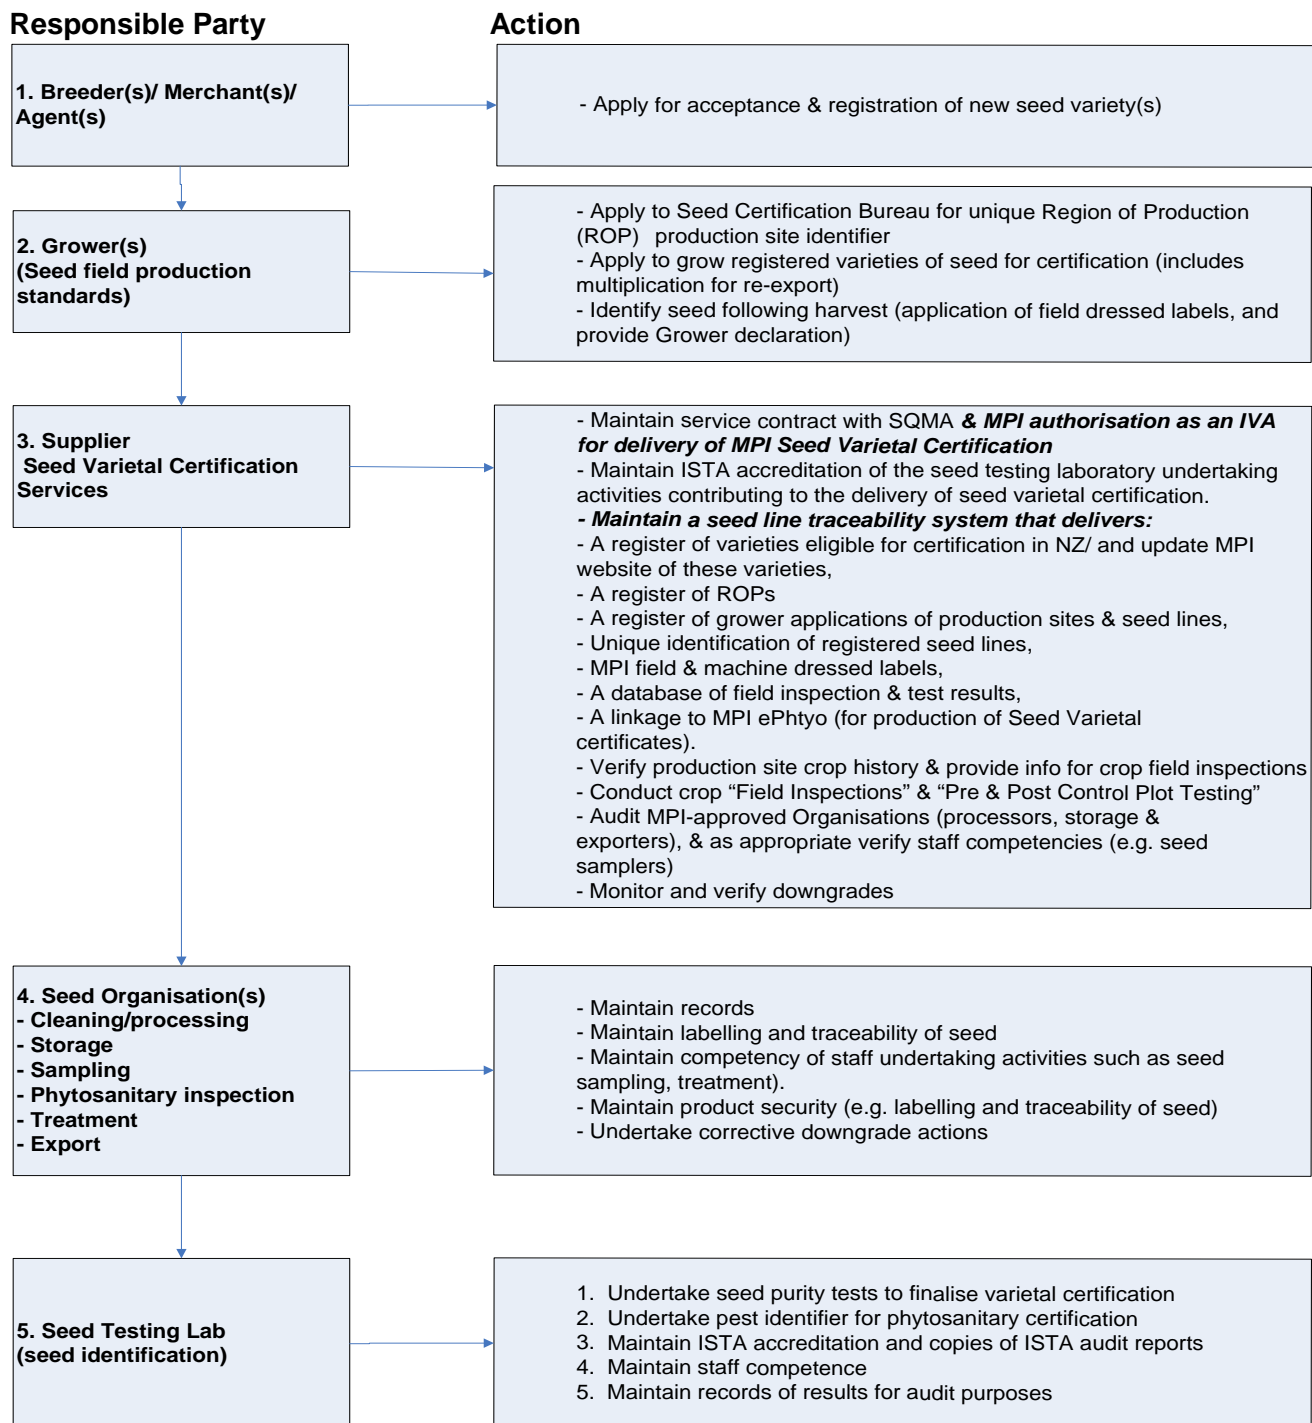 Responsible Party
Action
1. Breeder(s)/ Merchant(s)/
Agent(s)
- Apply for acceptance & registration of new seed variety(s)
2. Grower(s)
(Seed field production
standards)
- Apply to Seed Certification Bureau for unique Region of Production
(ROP) production site identifier
- Apply to grow registered varieties of seed for certification (includes
multiplication for re-export)
- Identify seed following harvest (application of field dressed labels, and
provide Grower declaration)
3. Supplier
Seed Varietal Certification
Services
- Maintain service contract with SQMA & MPI authorisation as an IVA
for delivery of MPI Seed Varietal Certification
- Maintain ISTA accreditation of the seed testing laboratory undertaking
activities contributing to the delivery of seed varietal certification.
- Maintain a seed line traceability system that delivers:
- A register of varieties eligible for certification in NZ/ and update MPI
website of these varieties,
- A register of ROPs
- A register of grower applications of production sites & seed lines,
- Unique identification of registered seed lines,
- MPI field & machine dressed labels,
- A database of field inspection & test results,
- A linkage to MPI ePhtyo (for production of Seed Varietal
certificates).
- Verify production site crop history & provide info for crop field inspections
- Conduct crop “Field Inspections” & “Pre & Post Control Plot Testing”
- Audit MPI-approved Organisations (processors, storage &
exporters), & as appropriate verify staff competencies (e.g. seed
samplers)
- Monitor and verify downgrades
4. Seed Organisation(s)
- Cleaning/processing
- Storage
- Sampling
- Phytosanitary inspection
- Treatment
- Export
- Maintain records
- Maintain labelling and traceability of seed
- Maintain competency of staff undertaking activities such as seed
sampling, treatment).
- Maintain product security (e.g. labelling and traceability of seed)
- Undertake corrective downgrade actions
5. Seed Testing Lab
(seed identification)
1. Undertake seed purity tests to finalise varietal certification
2. Undertake pest identifier for phytosanitary certification
3. Maintain ISTA accreditation and copies of ISTA audit reports
4. Maintain staff competence
5. Maintain records of results for audit purposes